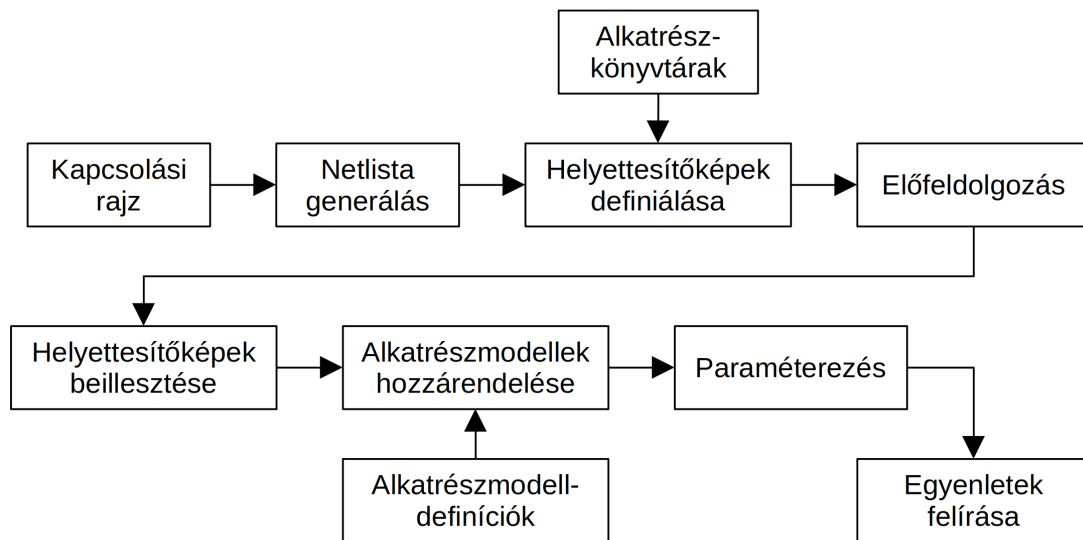 Alkatrész-
könyvtárak
Kapcsolási
rajz
Netlista
generálás
Helyettesítőképek
definiálása
Előfeldolgozás
Helyettesítőképek
beillesztése
Alkatrészmodellek
hozzárendelése
Paraméterezés
Alkatrészmodell-
definíciók
Egyenletek
felírása